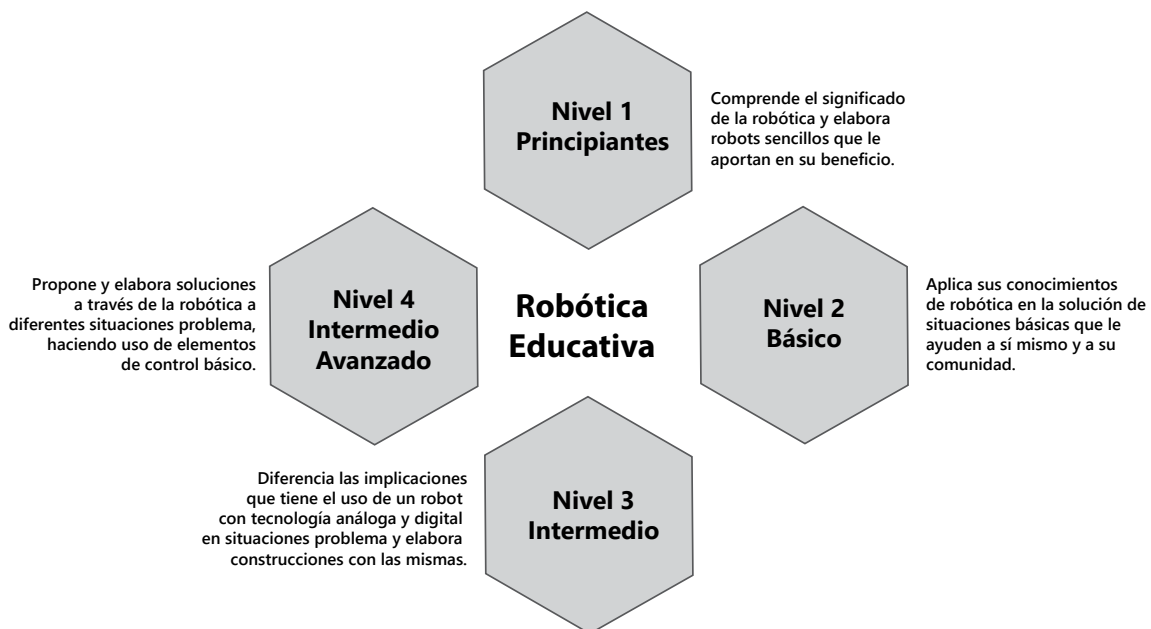 Nivel 1
Principiantes
Comprende el significado
de la robótica y elabora
robots sencillos que le
aportan en su beneficio.
Propone y elabora soluciones
a través de la robótica a
diferentes situaciones problema,
haciendo uso de elementos
de control básico.
Nivel 4
Intermedio
Avanzado
Robótica
Educativa
Nivel 2
Básico
Aplica sus conocimientos
de robótica en la solución de
situaciones básicas que le
ayuden a sí mismo y a su
comunidad.
Diferencia las implicaciones
que tiene el uso de un robot
con tecnología análoga y digital
en situaciones problema y elabora
construcciones con las mismas.
Nivel 3
Intermedio